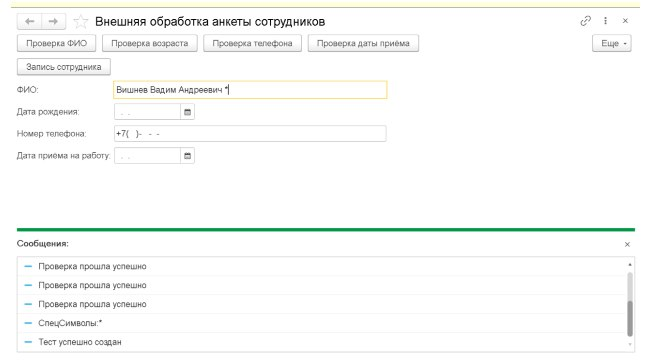 Внешняя обработка анкеты сотрудников
Проверка ФИО Проверка возраста Проверка телефона Проверка даты приёма Еще
Запись сотрудника
ФИО: Вишнев Вадим Андреевич *
Дата рождения: . .
Номер телефона: +7( )- - -
Дата приёма на работу: . .
Сообщения:
Проверка прошла успешно
Проверка прошла успешно
Проверка прошла успешно
СпецСимволы:*
Тест успешно создан